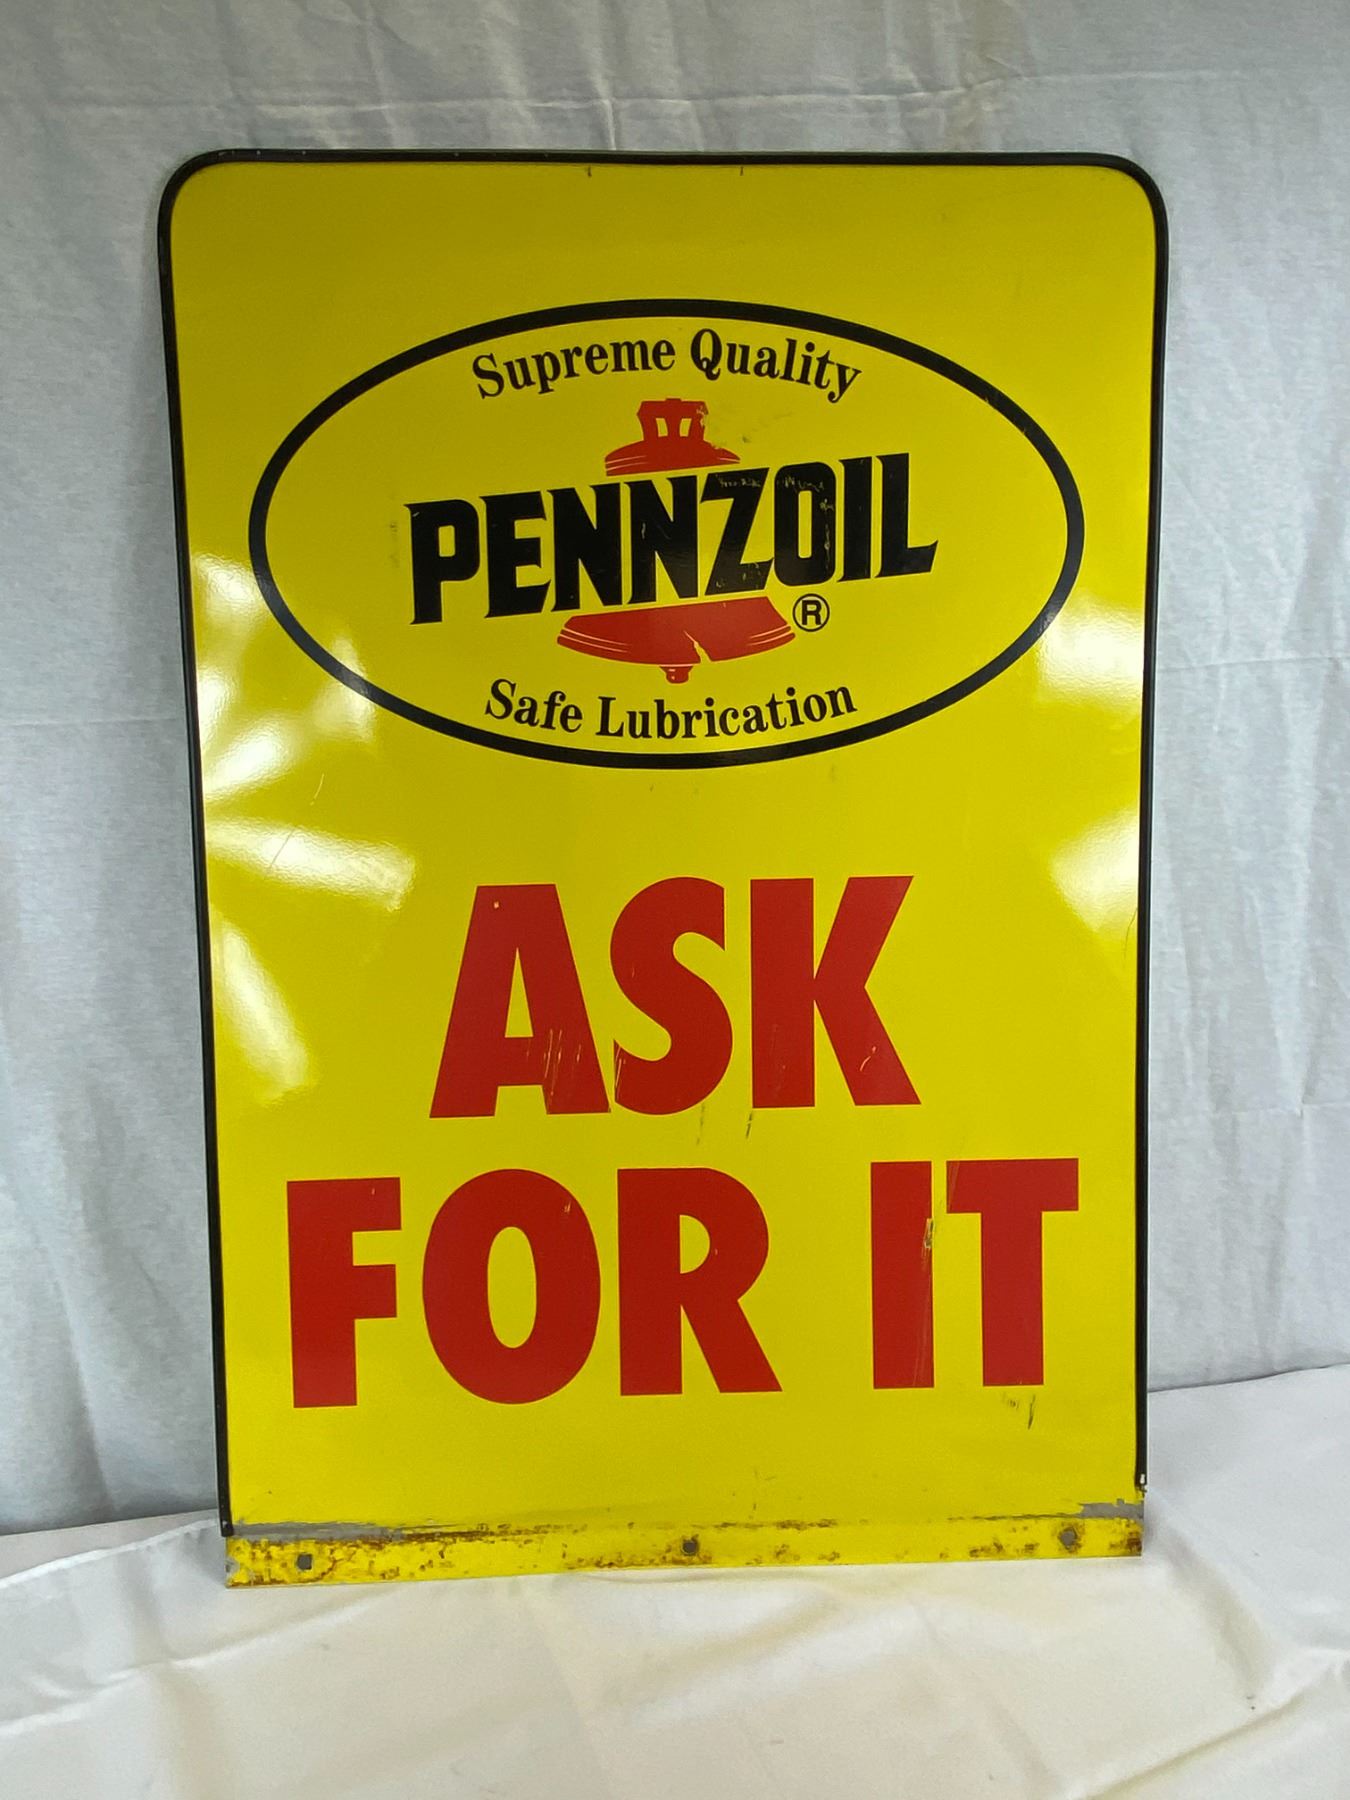 Supreme Quality
PENNZOIL®
Safe Lubrication
ASK
FOR IT